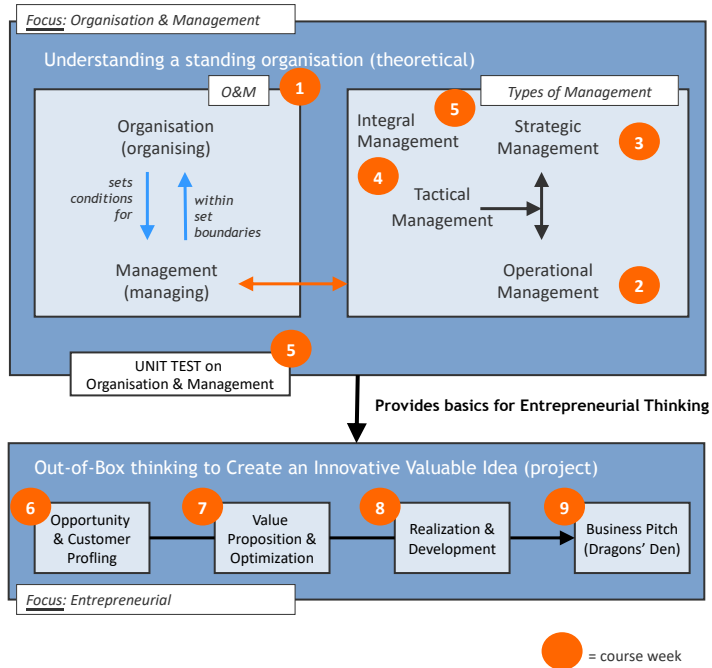 Focus: Organisation & Management
Understanding a standing organisation (theoretical)
O&M
1
Organisation
(organising)
sets
conditions
for
within
set
boundaries
Management
(managing)
Types of Management
5
Integral
Management
Strategic
Management
3
4
Tactical
Management
Operational
Management
2
5
UNIT TEST on
Organisation & Management
Provides basics for Entrepreneurial Thinking
Out-of-Box thinking to Create an Innovative Valuable Idea (project)
6
Opportunity
& Customer
Profling
7
Value
Proposition &
Optimization
8
Realization &
Development
9
Business Pitch
(Dragons’ Den)
Focus: Entrepreneurial
= course week